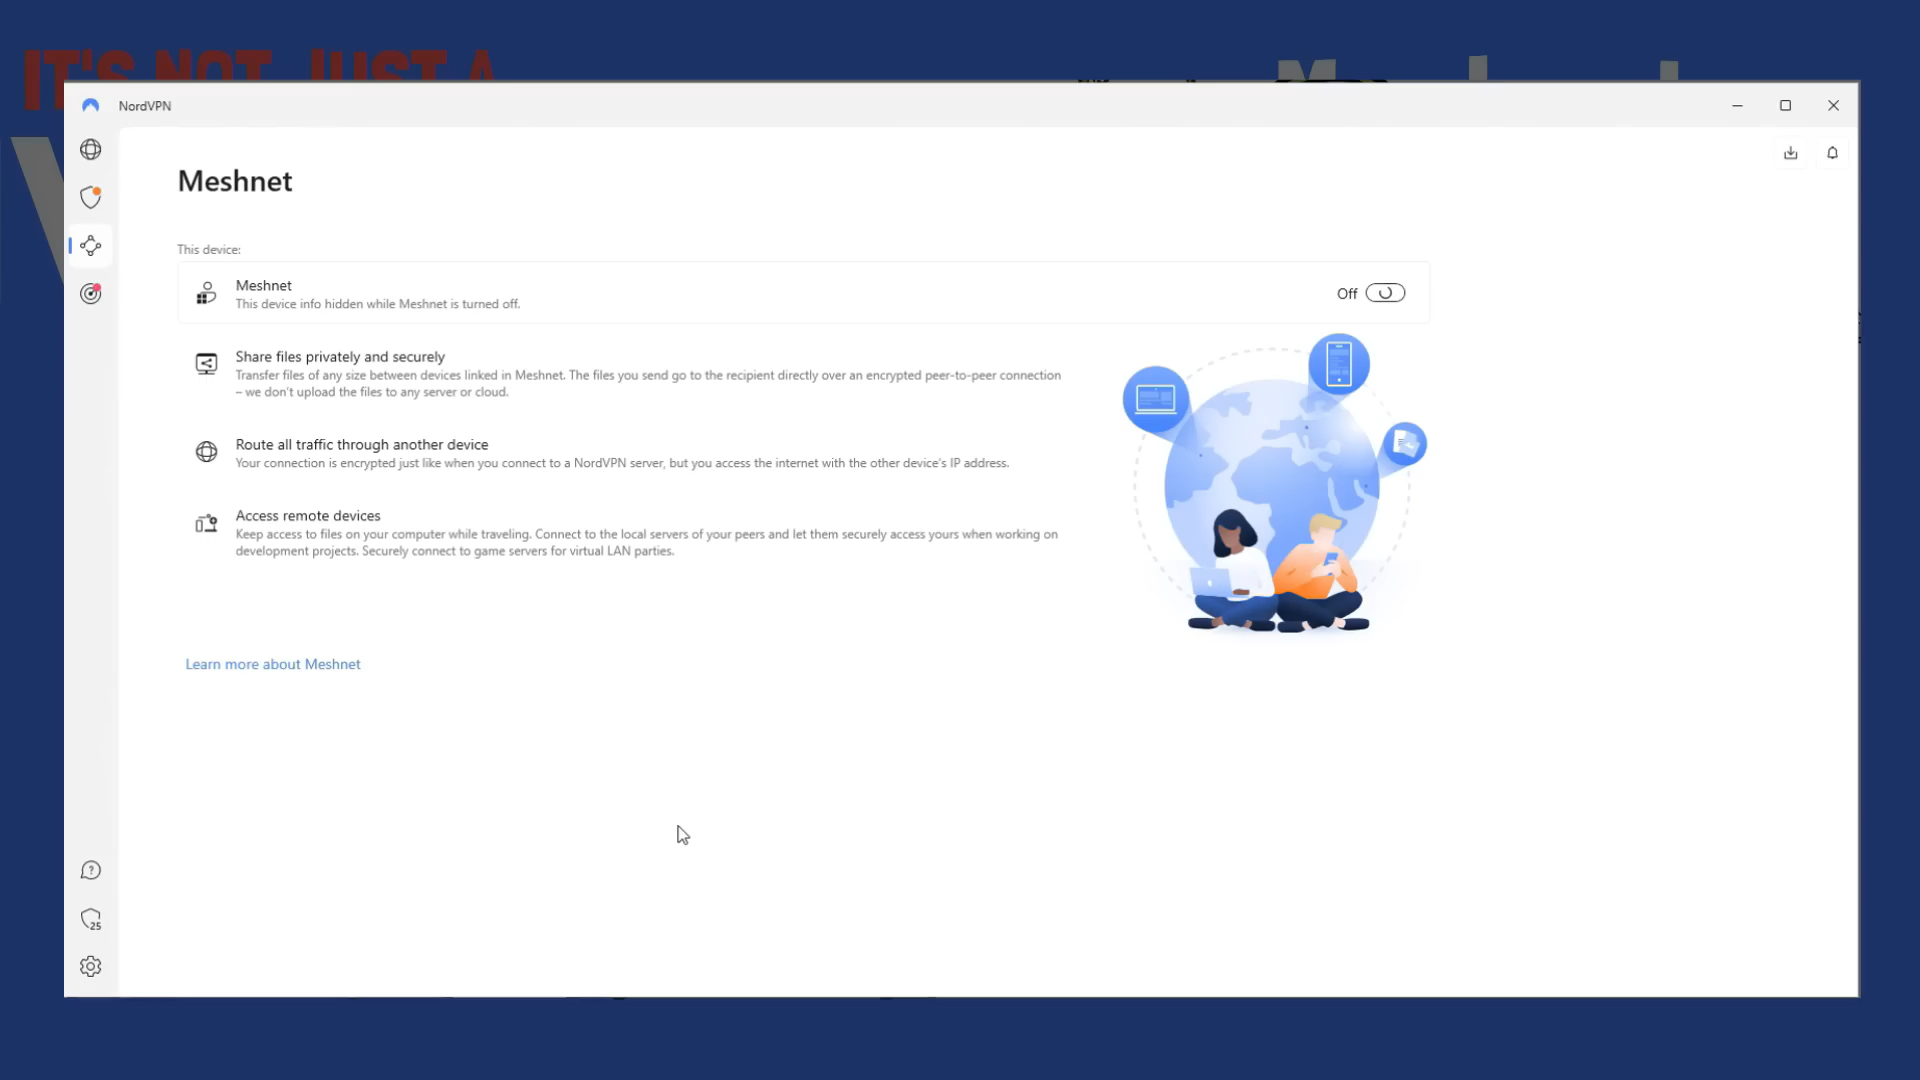 IT'S NOT JUST A
NordVPN
Meshnet
This device:
Meshnet
This device info hidden while Meshnet is turned off.
Off
Share files privately and securely
Transfer files of any size between devices linked in Meshnet. The files you send go to the recipient directly over an encrypted peer-to-peer connection
– we don't upload the files to any server or cloud.
Route all traffic through another device
Your connection is encrypted just like when you connect to a NordVPN server, but you access the internet with the other device's IP address.
Access remote devices
Keep access to files on your computer while traveling. Connect to the local servers of your peers and let them securely access yours when working on
development projects. Securely connect to game servers for virtual LAN parties.
Learn more about Meshnet
25